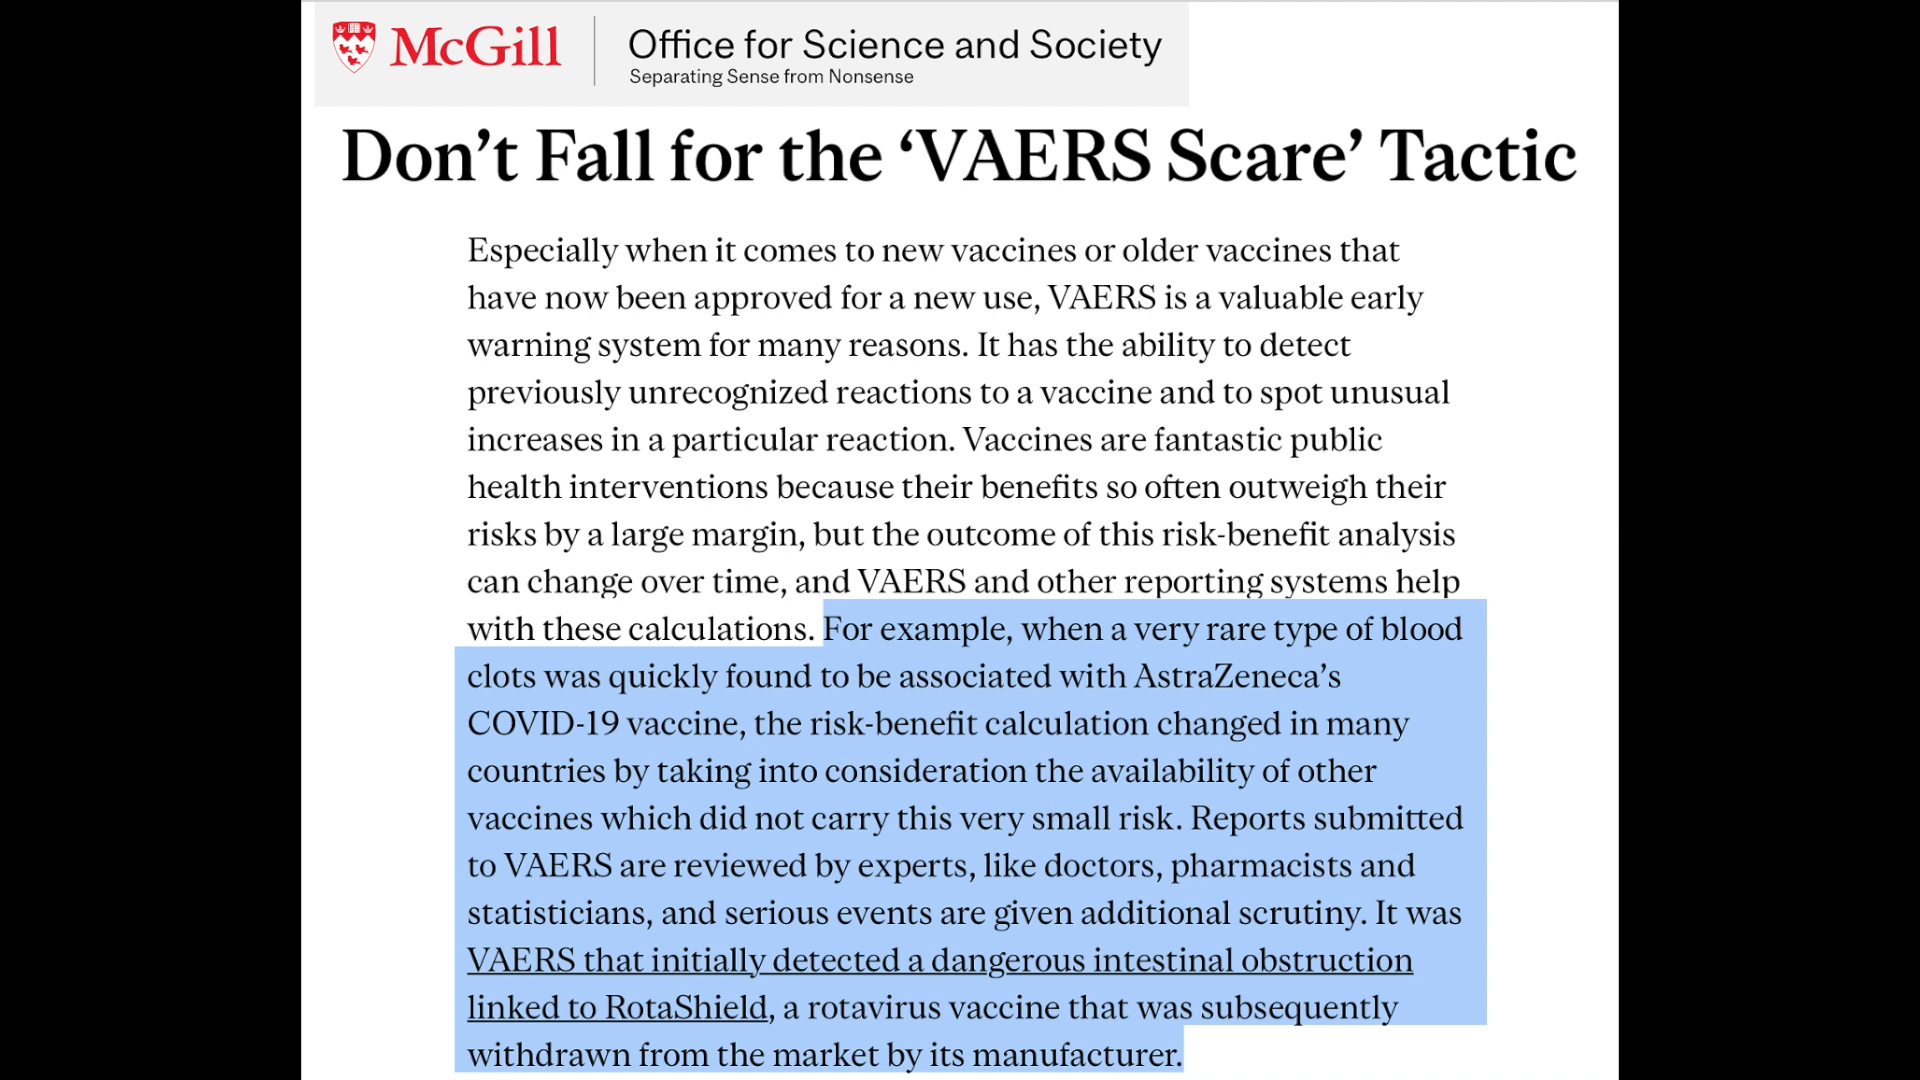 McGill
Office for Science and Society
Separating Sense from Nonsense
Don’t Fall for the ‘VAERS Scare’ Tactic
Especially when it comes to new vaccines or older vaccines that
have now been approved for a new use, VAERS is a valuable early
warning system for many reasons. It has the ability to detect
previously unrecognized reactions to a vaccine and to spot unusual
increases in a particular reaction. Vaccines are fantastic public
health interventions because their benefits so often outweigh their
risks by a large margin, but the outcome of this risk-benefit analysis
can change over time, and VAERS and other reporting systems help
with these calculations. For example, when a very rare type of blood
clots was quickly found to be associated with AstraZeneca’s
COVID-19 vaccine, the risk-benefit calculation changed in many
countries by taking into consideration the availability of other
vaccines which did not carry this very small risk. Reports submitted
to VAERS are reviewed by experts, like doctors, pharmacists and
statisticians, and serious events are given additional scrutiny. It was
VAERS that initially detected a dangerous intestinal obstruction
linked to RotaShield, a rotavirus vaccine that was subsequently
withdrawn from the market by its manufacturer.